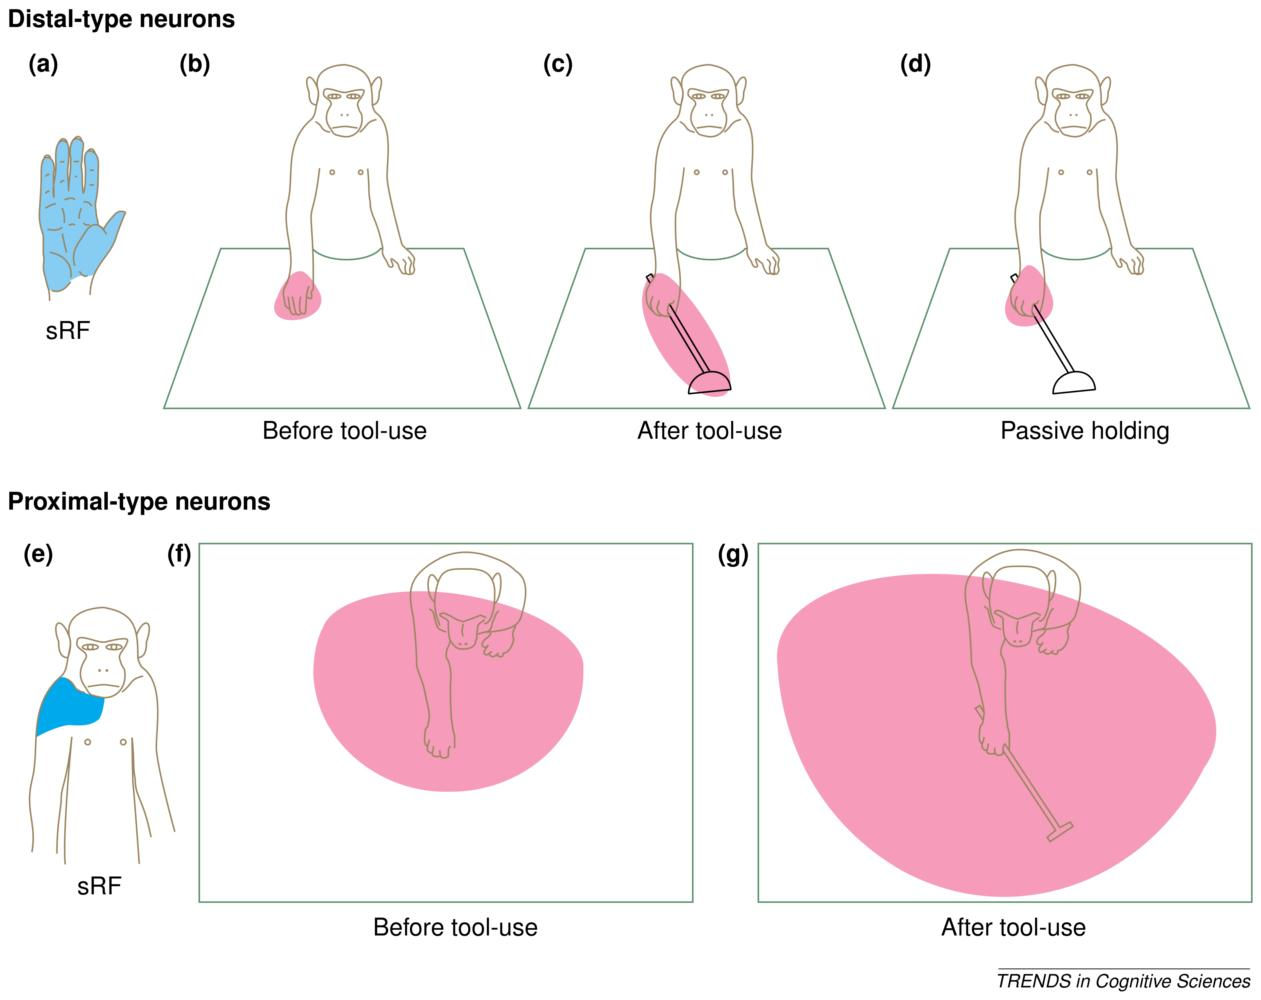 Distal-type neurons
(a)
(b)
(c)
(d)
sRF
Before tool-use
After tool-use
Passive holding
Proximal-type neurons
(e)
(f)
(g)
sRF
Before tool-use
After tool-use
TRENDS in Cognitive Sciences